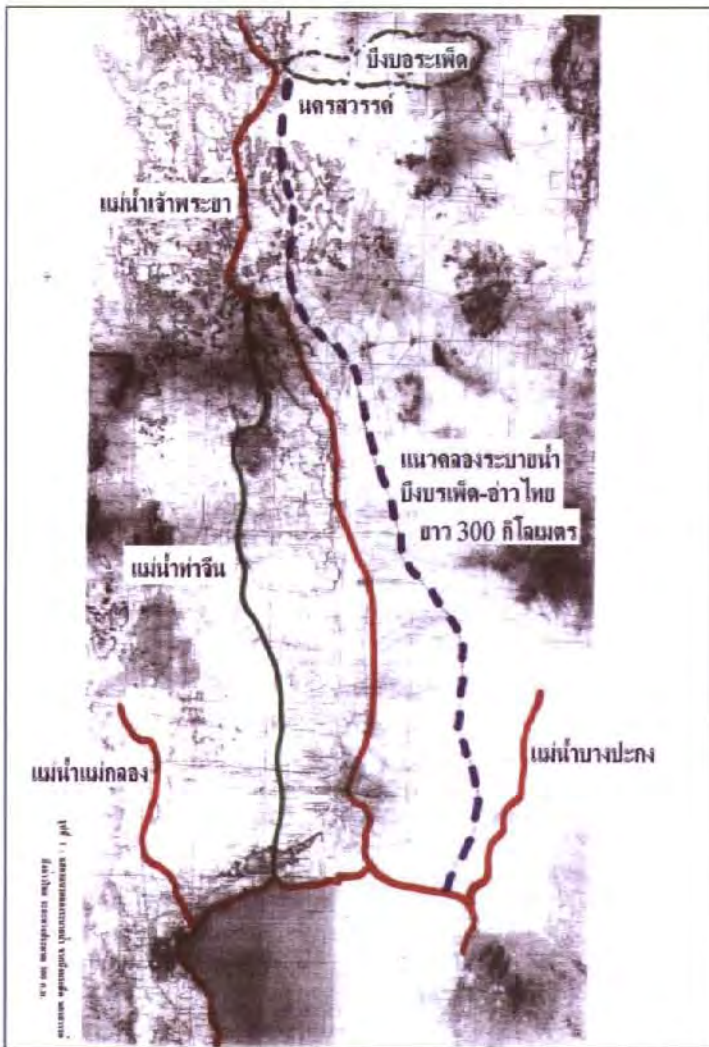 บึงบอระเพ็ด
นครสวรรค์
แม่น้ำเจ้าพระยา
แนวคลองระบายน้ำ
บึงบรเพ็ด-อ่าวไทย
ยาว 300 กิโลเมตร
แม่น้ำท่าจีน
แม่น้ำแม่กลอง
แม่น้ำบางปะกง